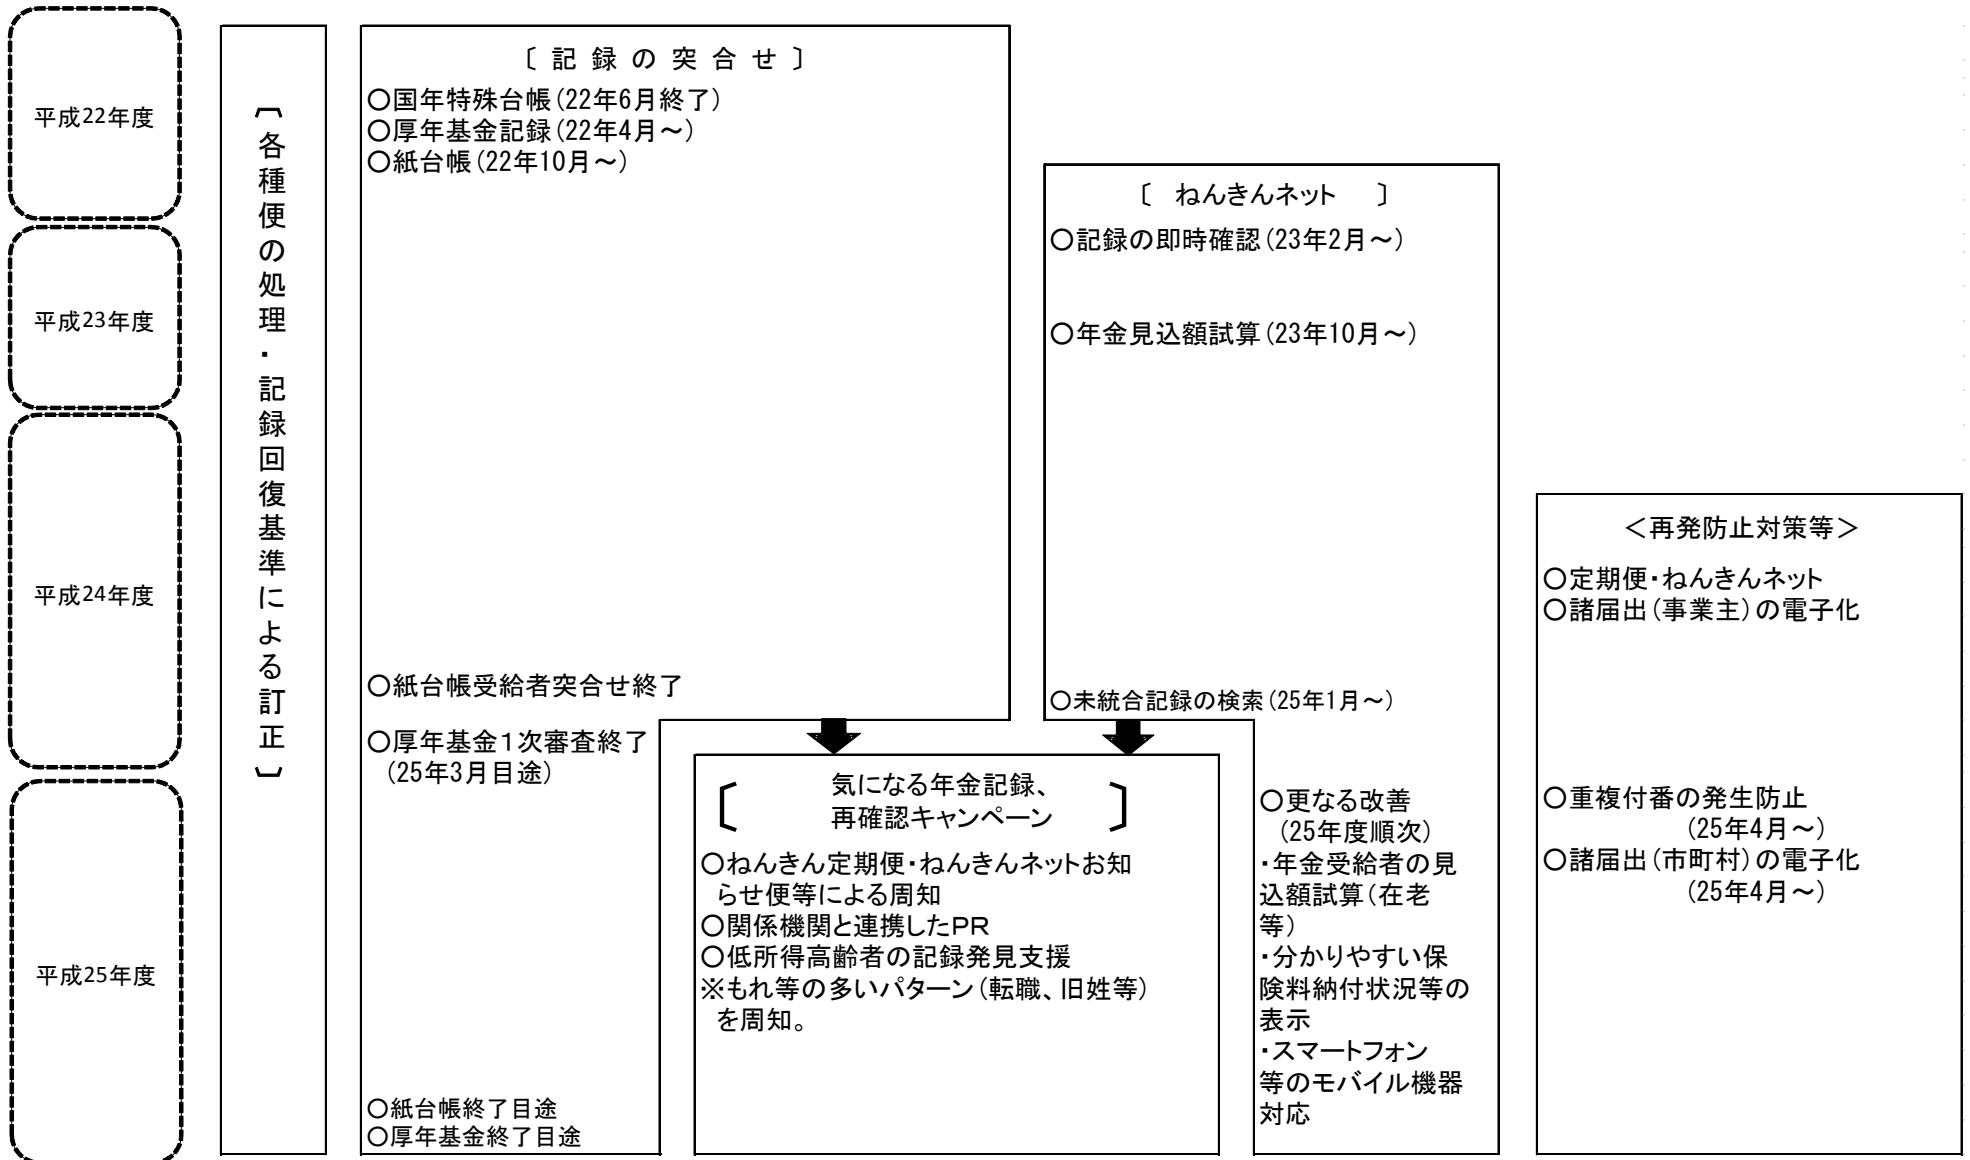 平成22年度
平成23年度
平成24年度
平成25年度
〔各種便の処理・記録回復基準による訂正〕
〔 記 録 の 突 合 せ 〕
○国年特殊台帳(22年6月終了)
○厚年基金記録(22年4月～)
○紙台帳(22年10月～)
○紙台帳受給者突合せ終了
○厚年基金１次審査終了
(25年3月目途)
○紙台帳終了目途
○厚年基金終了目途
〔 ねんきんネット 〕
○記録の即時確認(23年2月～)
○年金見込額試算(23年10月～)
○未統合記録の検索(25年1月～)
〔 気になる年金記録、
再確認キャンペーン 〕
○ねんきん定期便・ねんきんネットお知
らせ便等による周知
○関係機関と連携したPR
○低所得高齢者の記録発見支援
※もれ等の多いパターン(転職、旧姓等)
を周知。
○更なる改善
(25年度順次)
・年金受給者の見
込額試算(在老
等)
・分かりやすい保
険料納付状況等の
表示
・スマートフォン
等のモバイル機器
対応
＜再発防止対策等＞
○定期便・ねんきんネット
○諸届出(事業主)の電子化
○重複付番の発生防止
(25年4月～)
○諸届出(市町村)の電子化
(25年4月～)